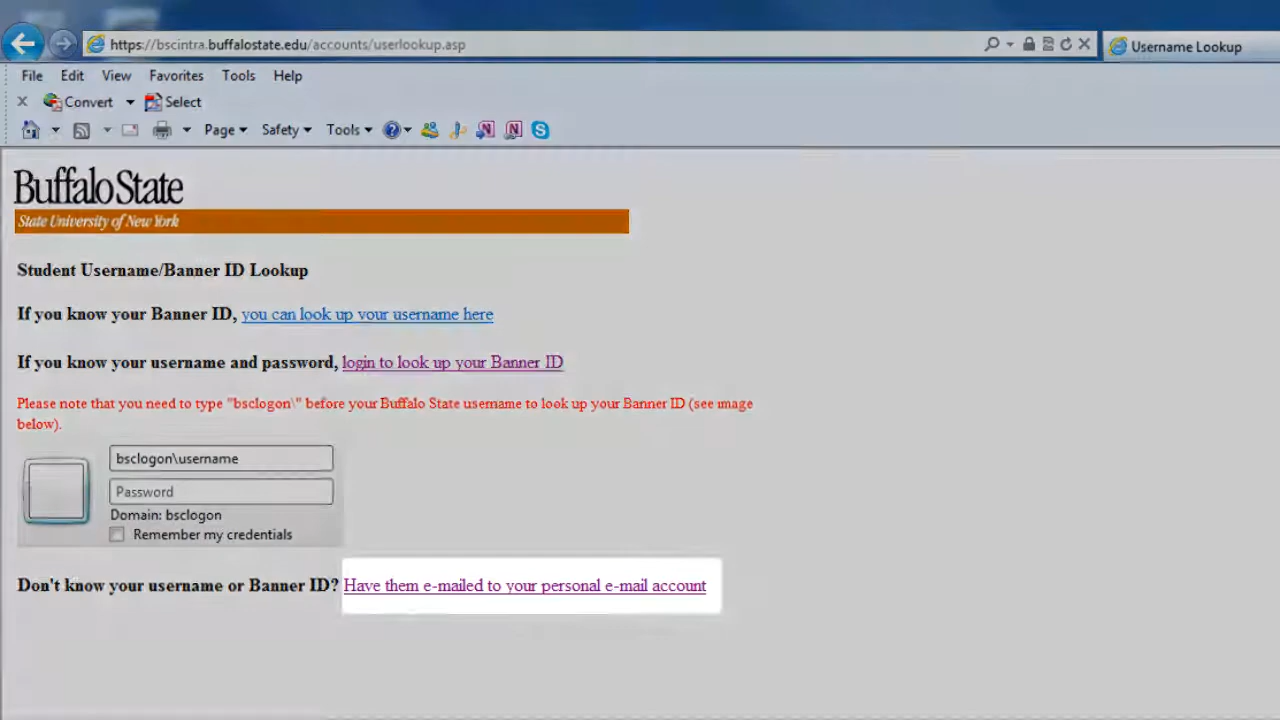 https://bscintra.buffalostate.edu/accounts/userlookup.asp
Username Lookup
File Edit View Favorites Tools Help
x Convert Select
Page Safety Tools
Buffalo State
State University of New York
Student Username/Banner ID Lookup
If you know your Banner ID, you can look up your username here
If you know your username and password, login to look up your Banner ID
Please note that you need to type "bsclogon\" before your Buffalo State username to look up your Banner ID (see image
below).
bsclogon\username
Password
Domain: bsclogon
Remember my credentials
Don't know your username or Banner ID? Have them e-mailed to your personal e-mail account